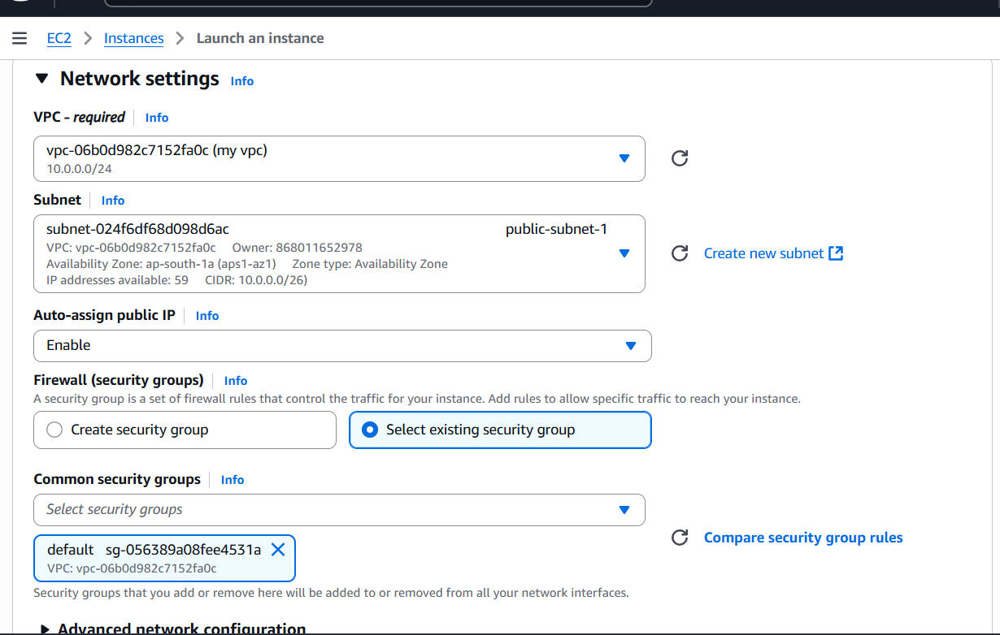 EC2 > Instances > Launch an instance
Network settings Info
VPC - required Info
vpc-06b0d982c7152fa0c (my vpc)
10.0.0.0/24
Subnet Info
subnet-024f6df68d098d6ac public-subnet-1
VPC: vpc-06b0d982c7152fa0c Owner: 868011652978
Availability Zone: ap-south-1a (aps1-az1) Zone type: Availability Zone
IP addresses available: 59 CIDR: 10.0.0.0/26)
Create new subnet
Auto-assign public IP Info
Enable
Firewall (security groups) Info
A security group is a set of firewall rules that control the traffic for your instance. Add rules to allow specific traffic to reach your instance.
Create security group Select existing security group
Common security groups Info
Select security groups
default sg-056389a08fee4531a
VPC: vpc-06b0d982c7152fa0c
Compare security group rules
Security groups that you add or remove here will be added to or removed from all your network interfaces.
Advanced network configuration